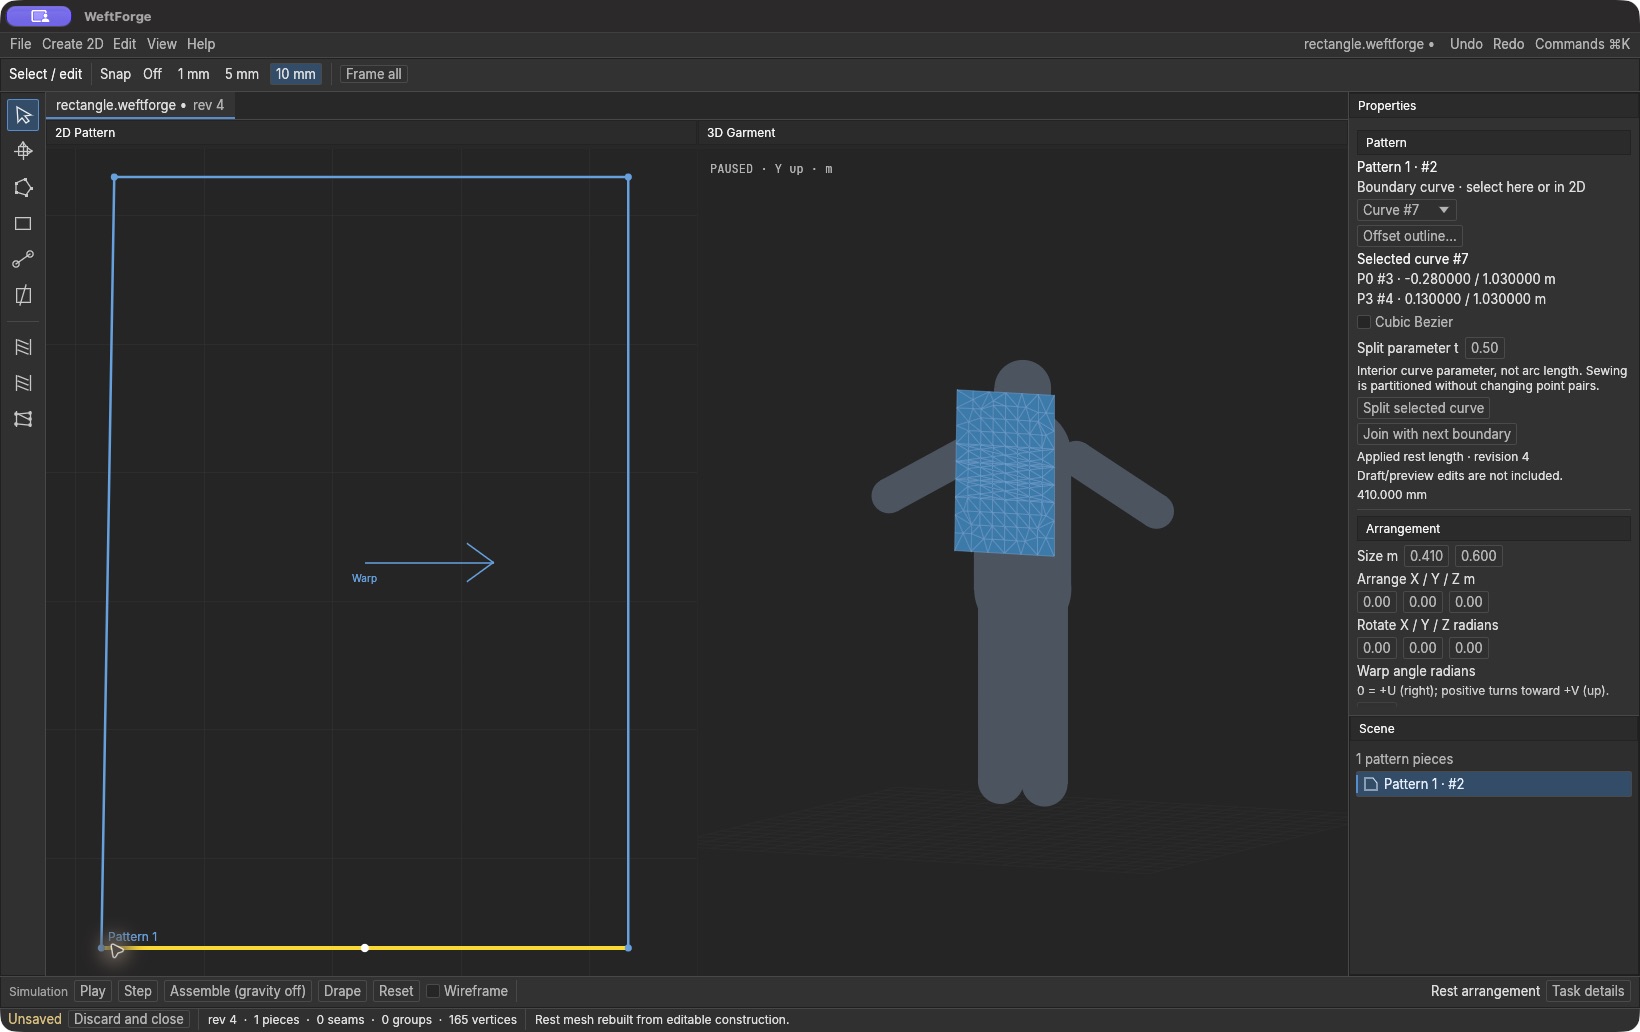 WeftForge
File Create 2D Edit View Help
rectangle.weftforge • Undo Redo Commands ⌘K
Select / edit Snap Off 1 mm 5 mm 10 mm Frame all
rectangle.weftforge • rev 4
2D Pattern
Warp
Pattern 1
3D Garment
PAUSED · Y up · m
Properties
Pattern
Pattern 1 · #2
Boundary curve · select here or in 2D
Curve #7
Offset outline...
Selected curve #7
P0 #3 · -0.280000 / 1.030000 m
P3 #4 · 0.130000 / 1.030000 m
Cubic Bezier
Split parameter t 0.50
Interior curve parameter, not arc length. Sewing
is partitioned without changing point pairs.
Split selected curve
Join with next boundary
Applied rest length · revision 4
Draft/preview edits are not included.
410.000 mm
Arrangement
Size m 0.410 0.600
Arrange X / Y / Z m
0.00 0.00 0.00
Rotate X / Y / Z radians
0.00 0.00 0.00
Warp angle radians
0 = +U (right); positive turns toward +V (up).
Scene
1 pattern pieces
Pattern 1 · #2
Simulation Play Step Assemble (gravity off) Drape Reset Wireframe
Rest arrangement Task details
Unsaved Discard and close rev 4 · 1 pieces · 0 seams · 0 groups · 165 vertices Rest mesh rebuilt from editable construction.